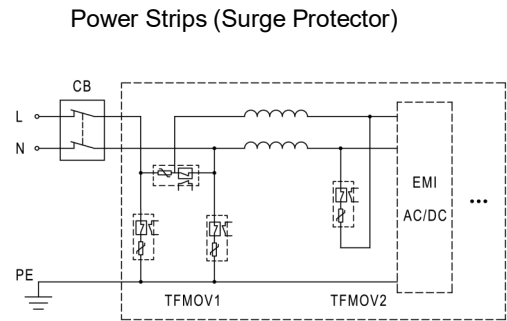 Power Strips (Surge Protector)
CB
L
N
EMI
AC/DC
•••
PE
TFMOV1 TFMOV2